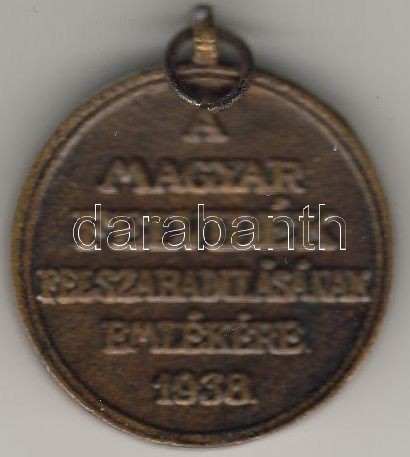 A
MAGYAR
darabanth
FELSZABADULÁSÁNAK
EMLÉKÉRE
1938.